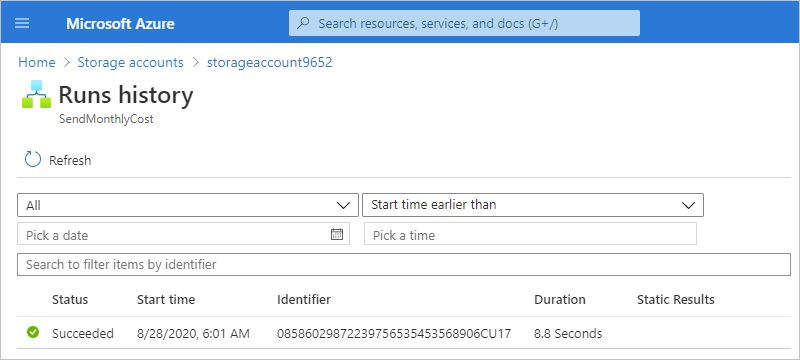 Microsoft Azure
Search resources, services, and docs (G+/)
Home > Storage accounts > storageaccount9652
Runs history
SendMonthlyCost
Refresh
All Start time earlier than
Pick a date Pick a time
Search to filter items by identifier
Status Start time Identifier Duration Static Results
Succeeded 8/28/2020, 6:01 AM 08586029872239756535453568906CU17 8.8 Seconds